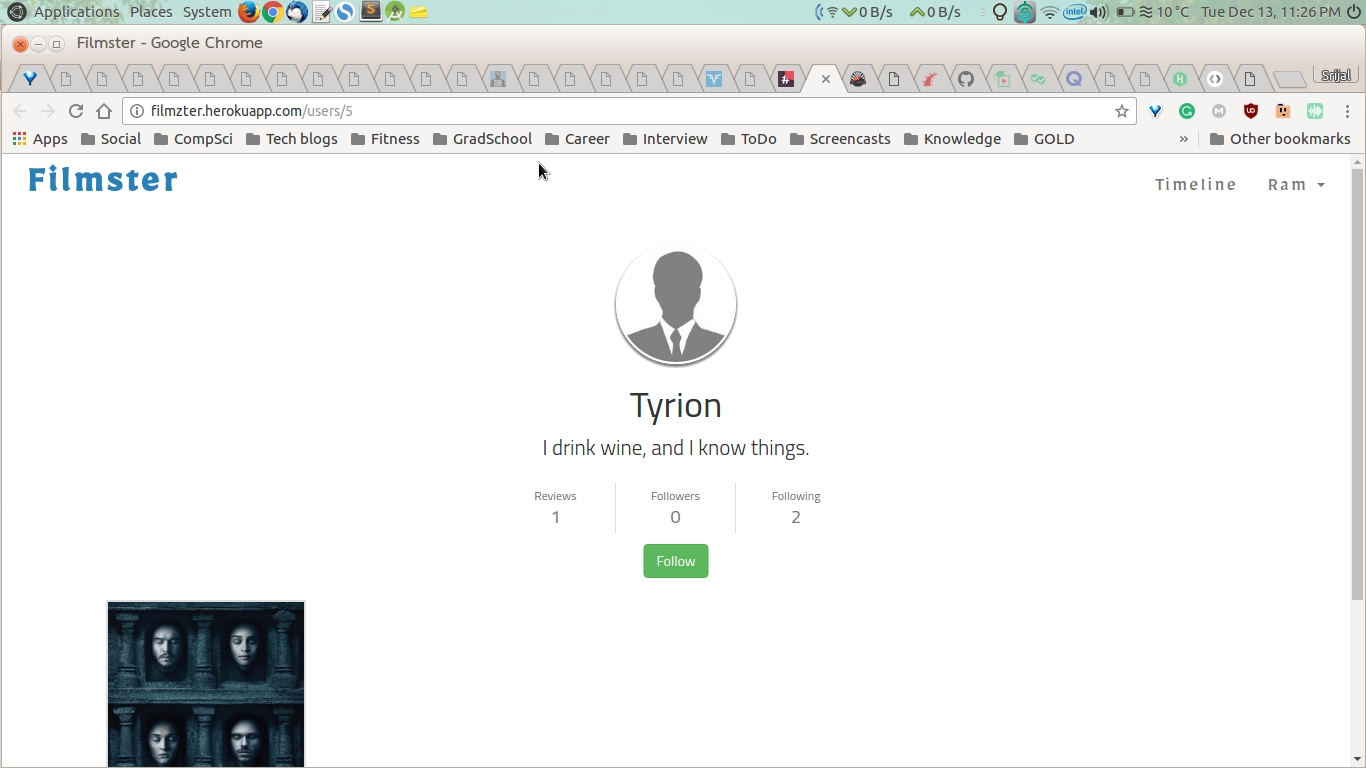 Applications Places System 0 B/s 0 B/s intel 10 °C Tue Dec 13, 11:26 PM
Filmster - Google Chrome
Srijal
filmzter.herokuapp.com/users/5
Apps Social CompSci Tech blogs Fitness GradSchool Career Interview ToDo Screencasts Knowledge GOLD » Other bookmarks
Filmster
Timeline Ram
Tyrion
I drink wine, and I know things.
Reviews Followers Following
1 0 2
Follow